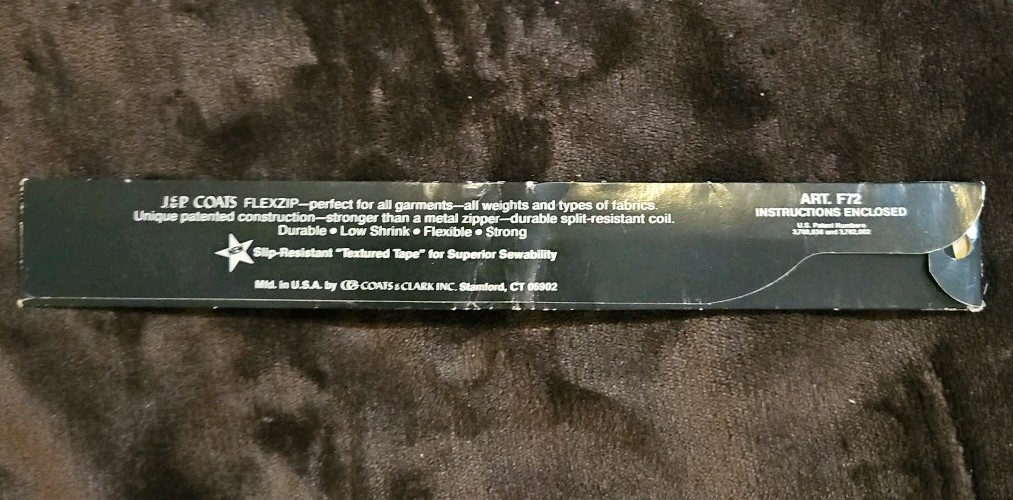 J&P COATS FLEXZIP—perfect for all garments—all weights and types of fabrics.
Unique patented construction—stronger than a metal zipper—durable split-resistant coil.
Durable • Low Shrink • Flexible • Strong
Slip-Resistant "Textured Tape" for Superior Sewability
Mfd. in U.S.A. by COATS & CLARK INC. Stamford, CT 06902
ART. F72
INSTRUCTIONS ENCLOSED
U.S. Patent Numbers
and